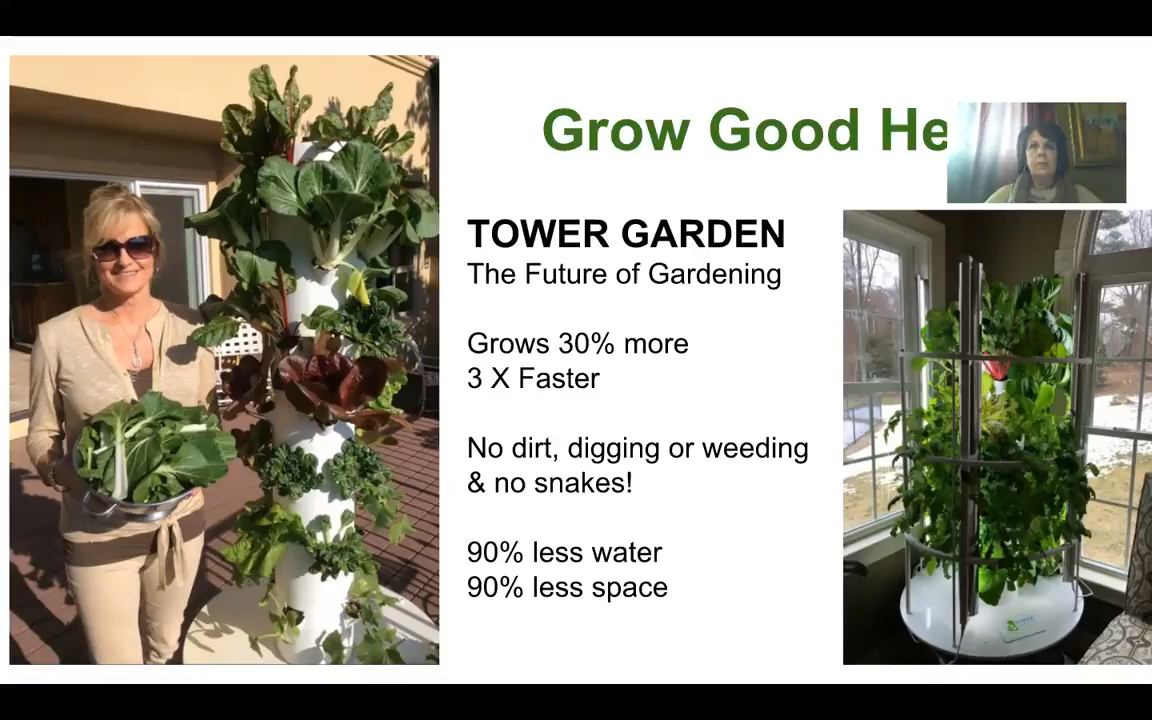 Grow Good He
TOWER GARDEN
The Future of Gardening
Grows 30% more
3 X Faster
No dirt, digging or weeding
& no snakes!
90% less water
90% less space